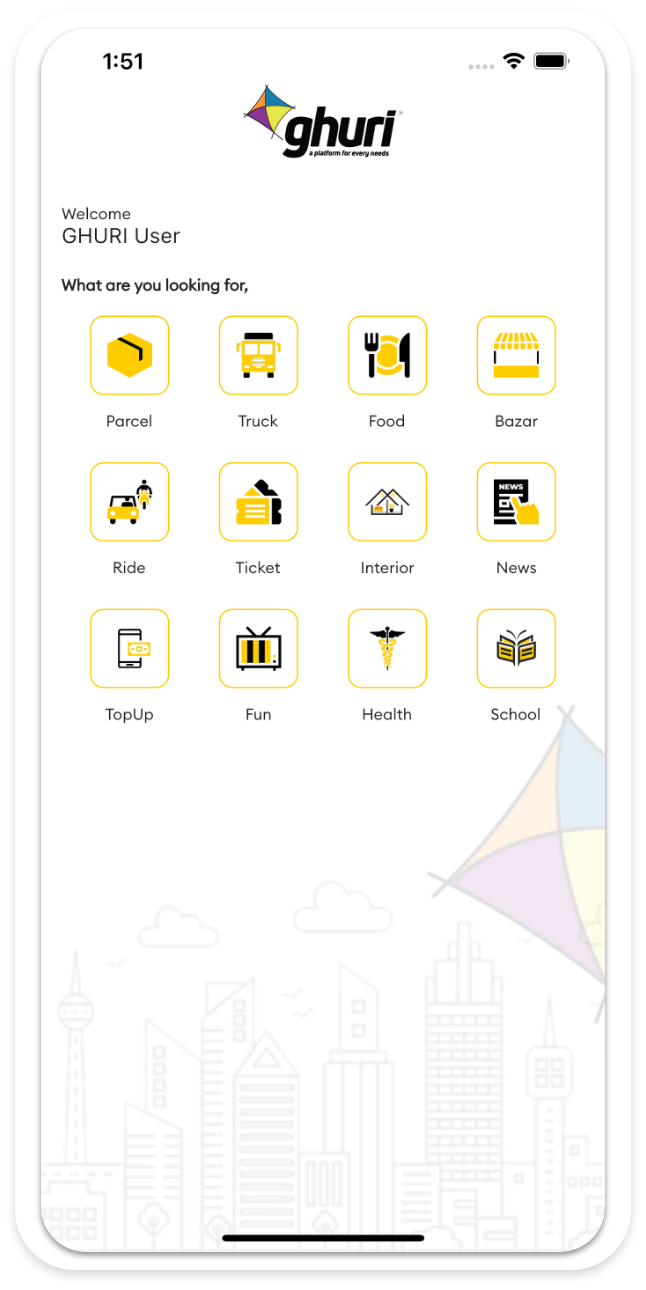 1:51
ghuri
a platform for every needs
Welcome
GHURI User
What are you looking for,
Parcel
Truck
Food
Bazar
NEWS
Ride
Ticket
Interior
News
TopUp
Fun
Health
School